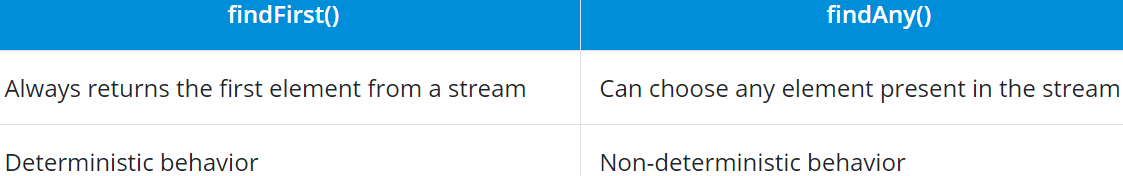 findFirst() findAny()
Always returns the first element from a stream Can choose any element present in the stream
Deterministic behavior Non-deterministic behavior